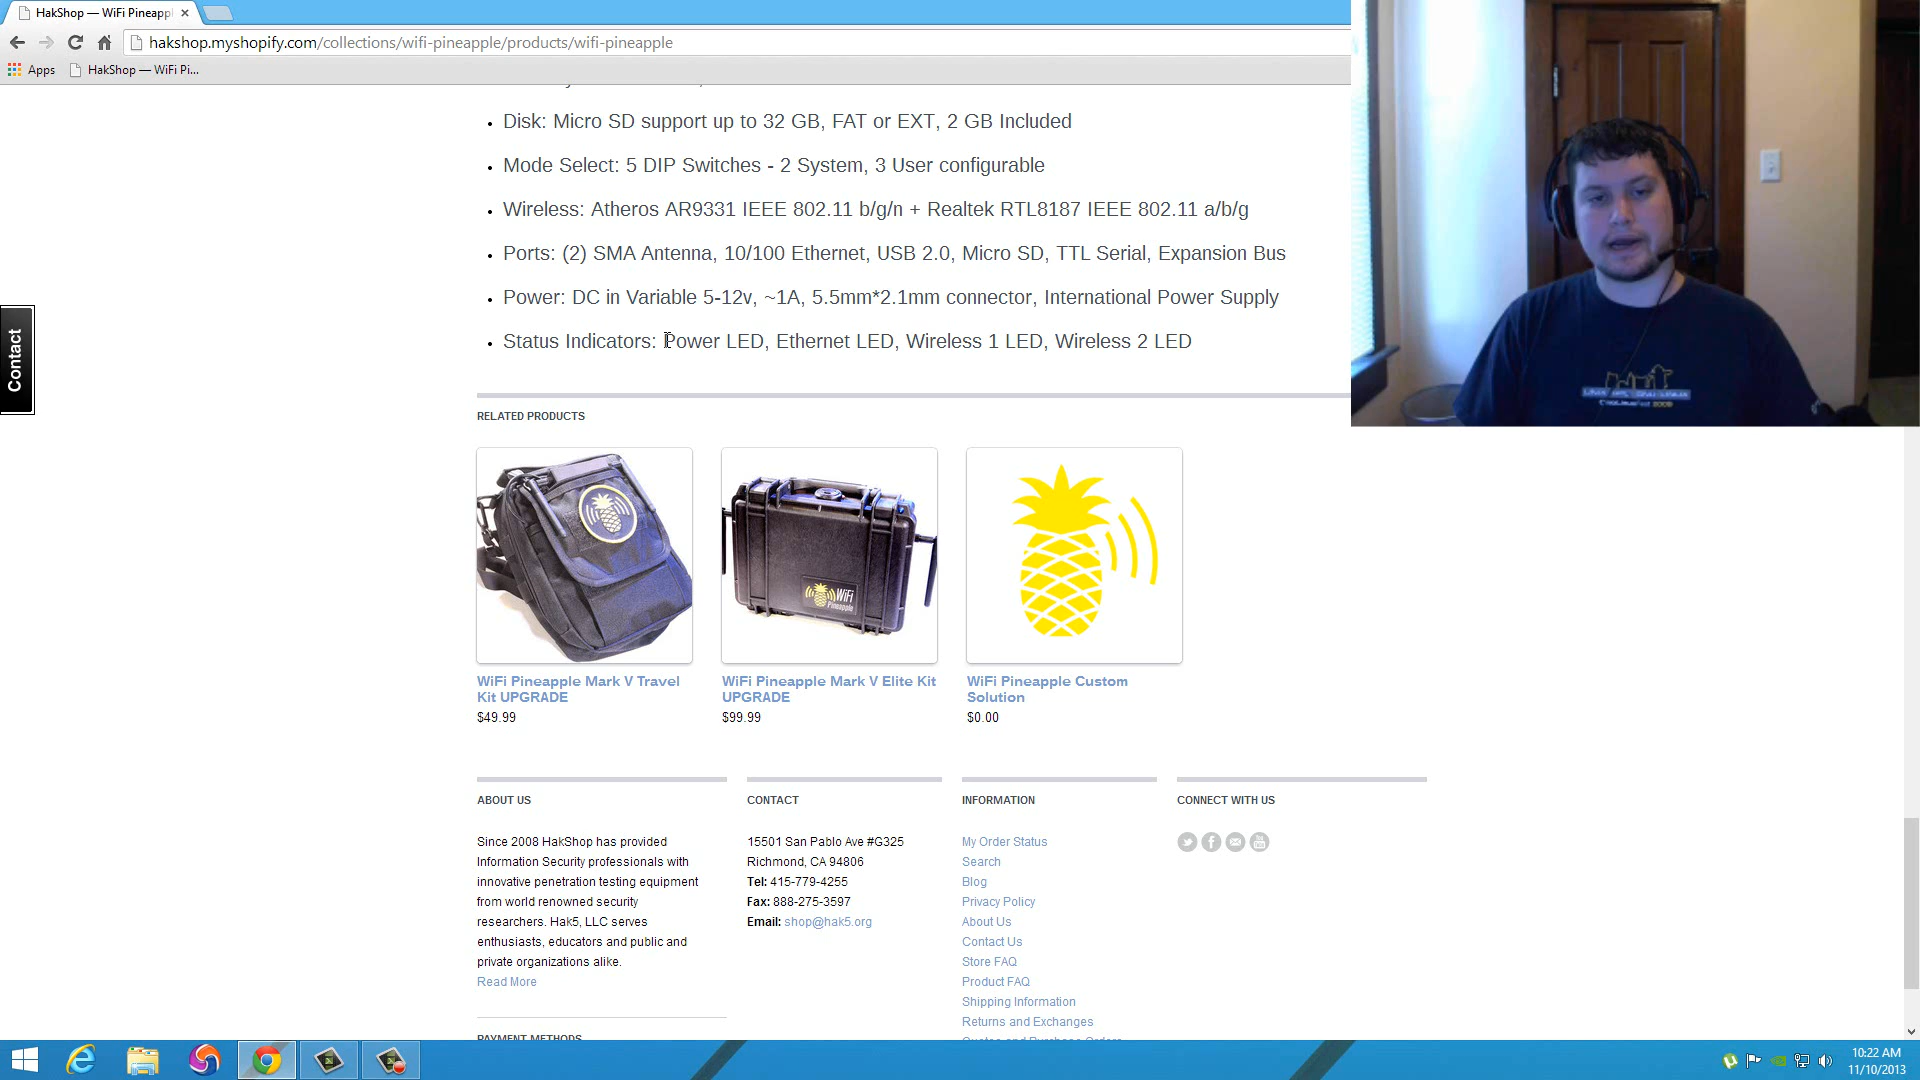 HakShop — WiFi Pineapp
hakshop.myshopify.com/collections/wifi-pineapple/products/wifi-pineapple
Apps
HakShop — WiFi Pi...
Disk: Micro SD support up to 32 GB, FAT or EXT, 2 GB Included
Mode Select: 5 DIP Switches - 2 System, 3 User configurable
Wireless: Atheros AR9331 IEEE 802.11 b/g/n + Realtek RTL8187 IEEE 802.11 a/b/g
Ports: (2) SMA Antenna, 10/100 Ethernet, USB 2.0, Micro SD, TTL Serial, Expansion Bus
Power: DC in Variable 5-12v, ~1A, 5.5mm*2.1mm connector, International Power Supply
Status Indicators: Power LED, Ethernet LED, Wireless 1 LED, Wireless 2 LED
Contact
RELATED PRODUCTS
WiFi
Pineapple
WiFi Pineapple Mark V Travel
Kit UPGRADE
$49.99
WiFi Pineapple Mark V Elite Kit
UPGRADE
$99.99
WiFi Pineapple Custom
Solution
$0.00
ABOUT US
Since 2008 HakShop has provided
Information Security professionals with
innovative penetration testing equipment
from world renowned security
researchers. Hak5, LLC serves
enthusiasts, educators and public and
private organizations alike.
Read More
PAYMENT METHODS
CONTACT
15501 San Pablo Ave #G325
Richmond, CA 94806
Tel: 415-779-4255
Fax: 888-275-3597
Email: shop@hak5.org
INFORMATION
My Order Status
Search
Blog
Privacy Policy
About Us
Contact Us
Store FAQ
Product FAQ
Shipping Information
Returns and Exchanges
Quotes and Purchase Orders
CONNECT WITH US
10:22 AM
11/10/2013